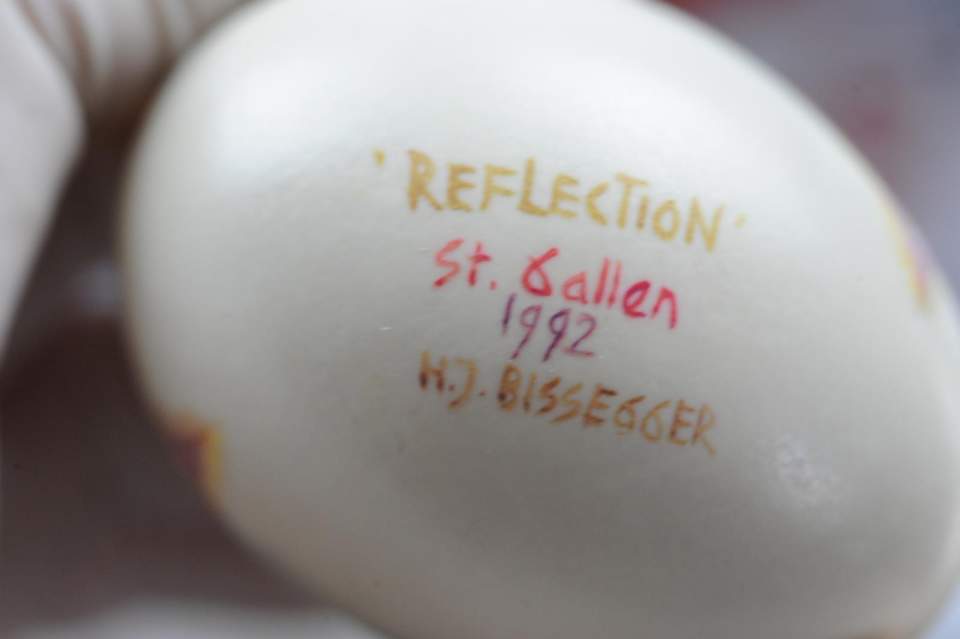 'REFLECTION'
St. Gallen
1992
H.J. BISSEGGER